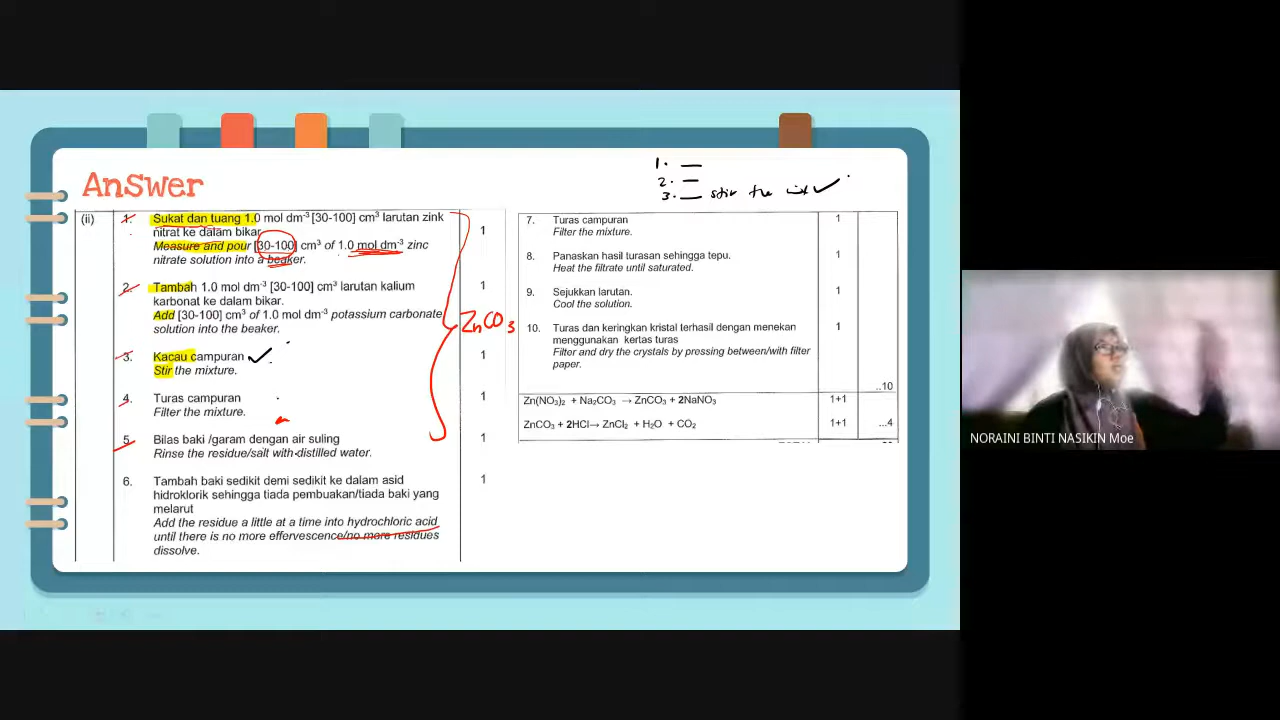 Answer
1. __
2. __
3. __ stir the mix ✓
(ii)
1. Sukat dan tuang 1.0 mol dm-3 [30-100] cm3 larutan zink
nitrat ke dalam bikar.
Measure and pour [30-100] cm3 of 1.0 mol dm-3 zinc
nitrate solution into a beaker.
1
2. Tambah 1.0 mol dm-3 [30-100] cm3 larutan kalium
karbonat ke dalam bikar.
Add [30-100] cm3 of 1.0 mol dm-3 potassium carbonate
solution into the beaker.
1
3. Kacau campuran ✓
Stir the mixture.
1
4. Turas campuran
Filter the mixture.
1
5. Bilas baki /garam dengan air suling
Rinse the residue/salt with distilled water.
1
6. Tambah baki sedikit demi sedikit ke dalam asid
hidroklorik sehingga tiada pembuakan/tiada baki yang
melarut
Add the residue a little at a time into hydrochloric acid
until there is no more effervescence/no more residues
dissolve.
1
ZnCO3
7. Turas campuran
Filter the mixture.
1
8. Panaskan hasil turasan sehingga tepu.
Heat the filtrate until saturated.
1
9. Sejukkan larutan.
Cool the solution.
1
10. Turas dan keringkan kristal terhasil dengan menekan
menggunakan kertas turas
Filter and dry the crystals by pressing between/with filter
paper.
1
..10
Zn(NO3)2 + Na2CO3 → ZnCO3 + 2NaNO3 1+1
ZnCO3 + 2HCl→ ZnCl2 + H2O + CO2 1+1 ...4
NORAINI BINTI NASIKIN Moe